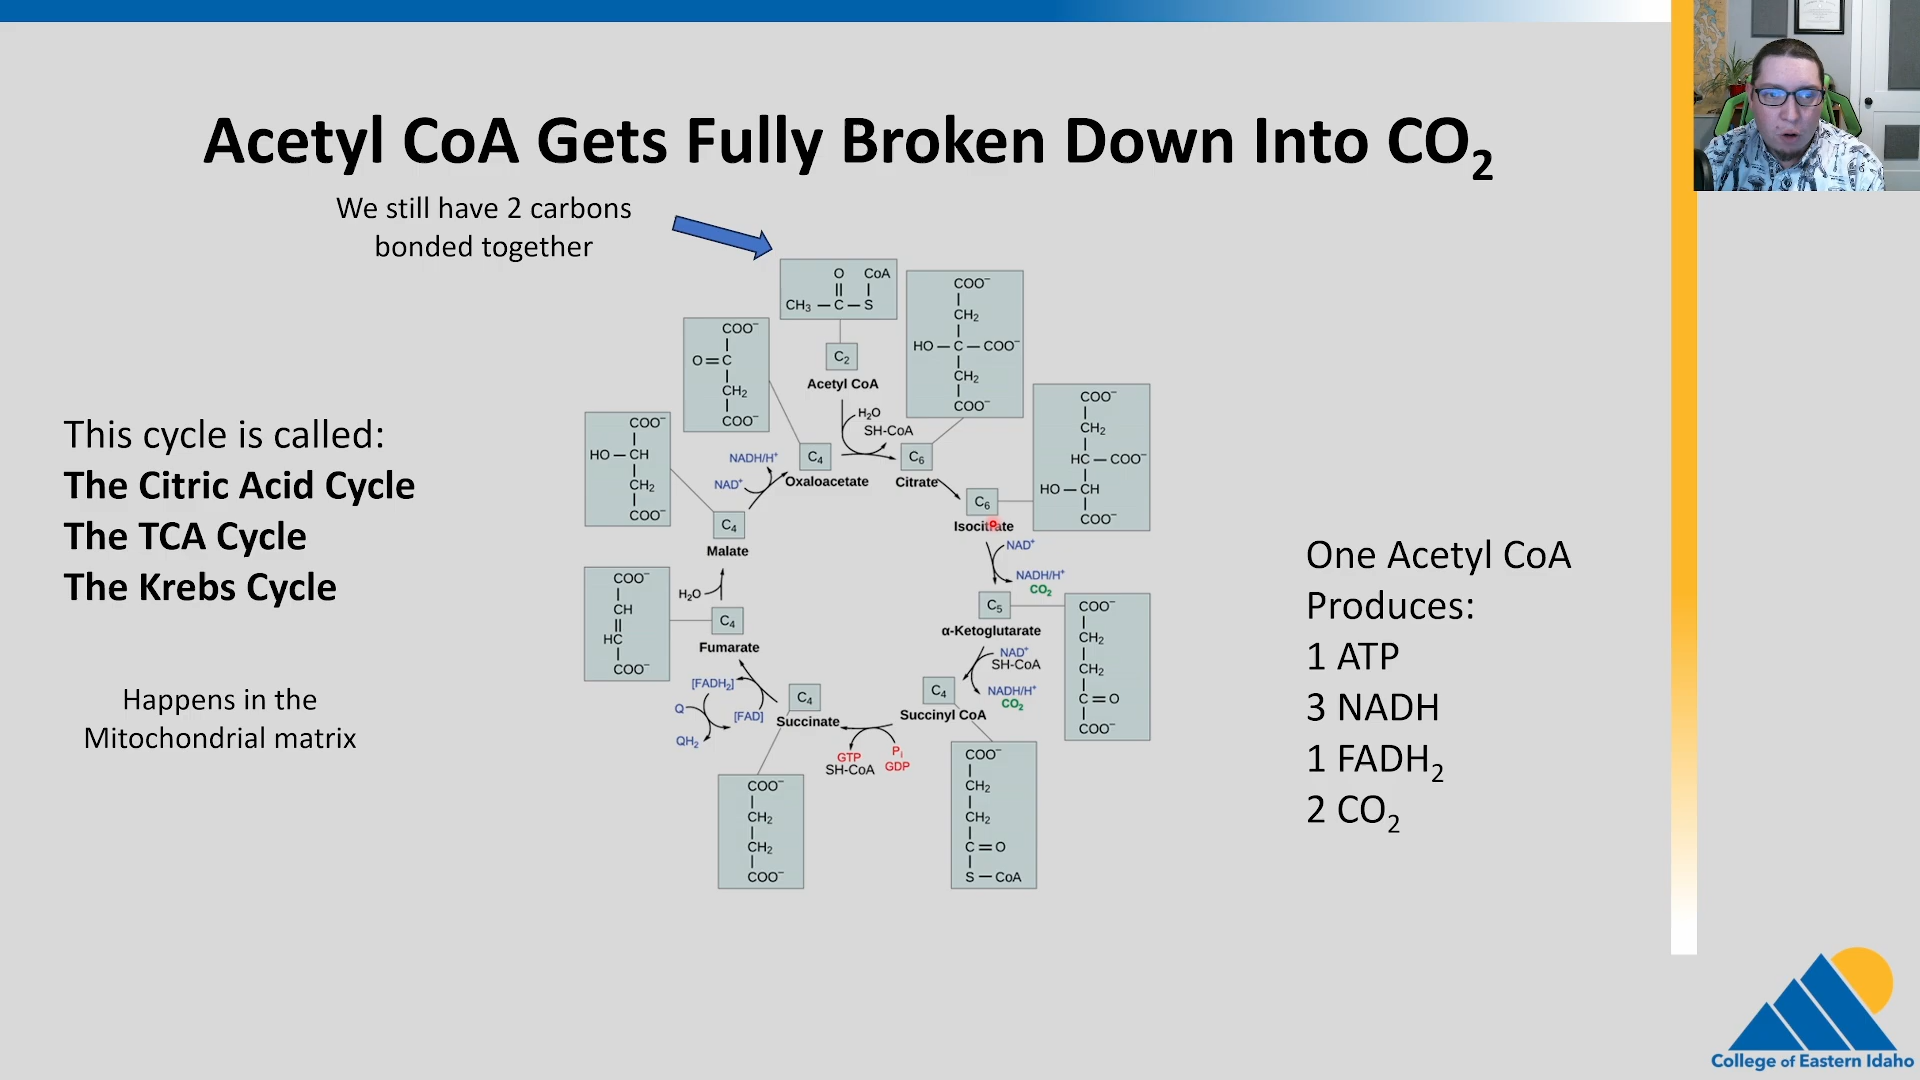 Acetyl CoA Gets Fully Broken Down Into CO₂
We still have 2 carbons
bonded together
This cycle is called:
The Citric Acid Cycle
The TCA Cycle
The Krebs Cycle
Happens in the
Mitochondrial matrix
O CoA
CH₃ — C — S
C₂
Acetyl CoA
H₂O
SH-CoA
COO⁻
O=C
CH₂
COO⁻
C₄
Oxaloacetate
COO⁻
CH₂
HO — C — COO⁻
CH₂
COO⁻
C₆
Citrate
COO⁻
CH₂
HC — COO⁻
HO — CH
COO⁻
C₆
Isocitrate
NAD⁺
NADH/H⁺
CO₂
COO⁻
CH₂
CH₂
C=O
COO⁻
C₅
α-Ketoglutarate
NAD⁺
SH-CoA
NADH/H⁺
CO₂
C₄
Succinyl CoA
COO⁻
CH₂
CH₂
C=O
S — CoA
Pᵢ
GDP
GTP
SH-CoA
C₄
Succinate
COO⁻
CH₂
CH₂
COO⁻
[FAD]
[FADH₂]
Q
QH₂
C₄
Fumarate
COO⁻
CH
HC
COO⁻
H₂O
C₄
Malate
COO⁻
HO — CH
CH₂
COO⁻
NAD⁺
NADH/H⁺
One Acetyl CoA
Produces:
1 ATP
3 NADH
1 FADH₂
2 CO₂
College of Eastern Idaho